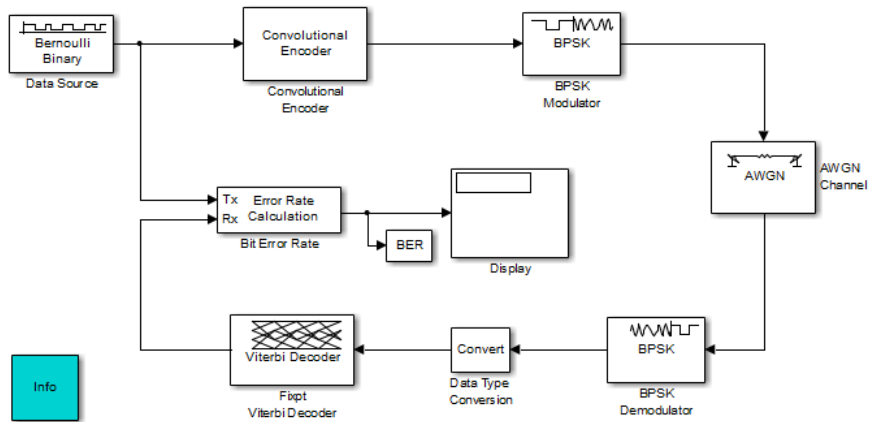 Bernoulli
Binary
Data Source
Convolutional
Encoder
Convolutional
Encoder
BPSK
BPSK
Modulator
AWGN
AWGN
Channel
Tx
Rx
Error Rate
Calculation
Bit Error Rate
BER
Display
Viterbi Decoder
Fixpt
Viterbi Decoder
Convert
Data Type
Conversion
BPSK
BPSK
Demodulator
Info